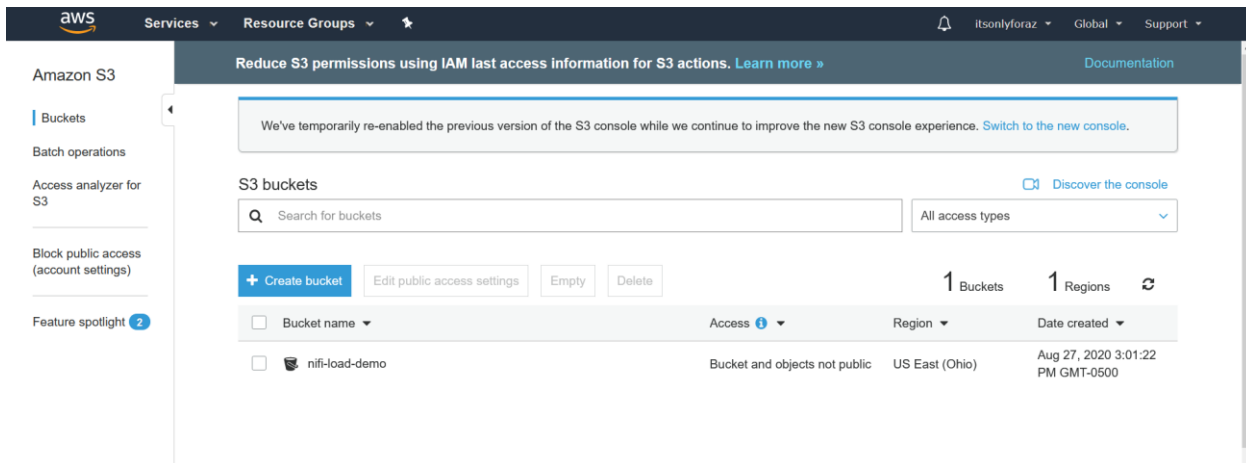 aws Services Resource Groups itsonlyforaz Global Support
Amazon S3
Buckets
Batch operations
Access analyzer for
S3
Block public access
(account settings)
Feature spotlight 2
Reduce S3 permissions using IAM last access information for S3 actions. Learn more » Documentation
We've temporarily re-enabled the previous version of the S3 console while we continue to improve the new S3 console experience. Switch to the new console.
S3 buckets Discover the console
Search for buckets All access types
+ Create bucket Edit public access settings Empty Delete 1 Buckets 1 Regions
Bucket name Access Region Date created
nifi-load-demo Bucket and objects not public US East (Ohio) Aug 27, 2020 3:01:22
PM GMT-0500